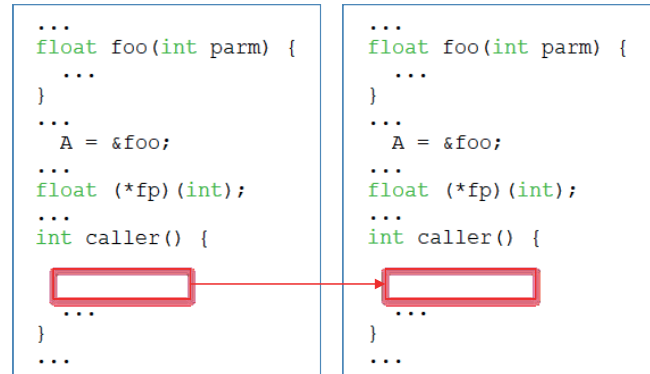 ...
float foo(int parm) {
...
}
...
A = &foo;
...
float (*fp)(int);
...
int caller() {
...
}
...
...
float foo(int parm) {
...
}
...
A = &foo;
...
float (*fp)(int);
...
int caller() {
...
}
...